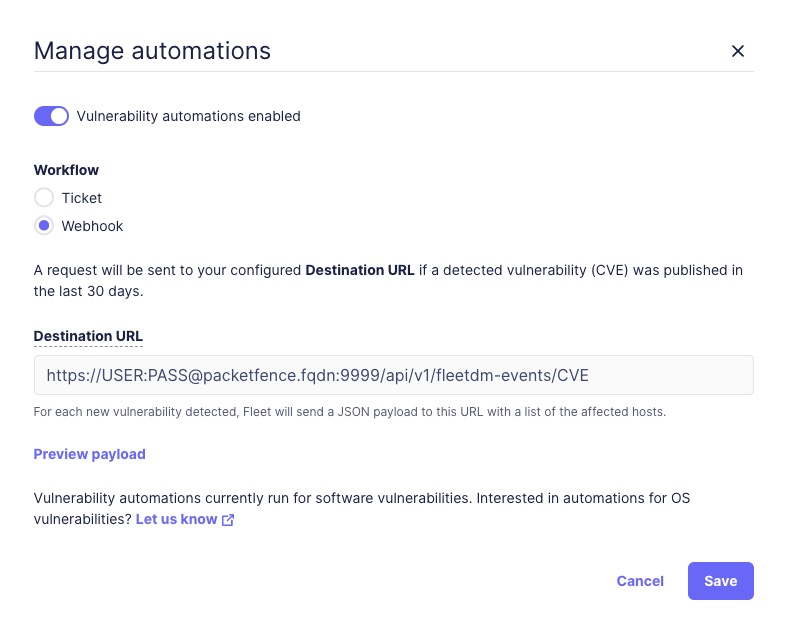 Manage automations
Vulnerability automations enabled
Workflow
Ticket
Webhook
A request will be sent to your configured Destination URL if a detected vulnerability (CVE) was published in
the last 30 days.
Destination URL
https://USER:PASS@packetfence.fqdn:9999/api/v1/fleetdm-events/CVE
For each new vulnerability detected, Fleet will send a JSON payload to this URL with a list of the affected hosts.
Preview payload
Vulnerability automations currently run for software vulnerabilities. Interested in automations for OS
vulnerabilities? Let us know
Cancel
Save